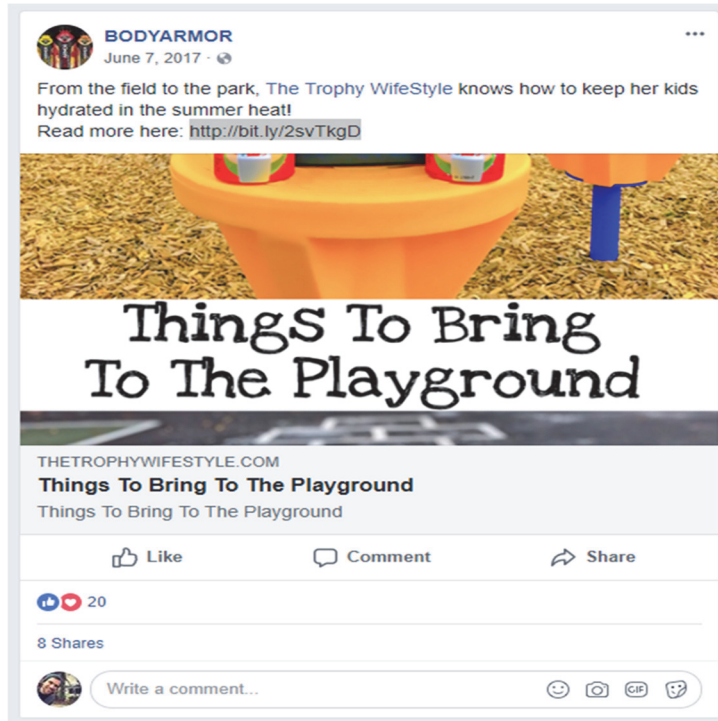 BODYARMOR
June 7, 2017 ·
From the field to the park, The Trophy WifeStyle knows how to keep her kids
hydrated in the summer heat!
Read more here: http://bit.ly/2svTkgD
Things To Bring
To The Playground
THETROPHYWIFESTYLE.COM
Things To Bring To The Playground
Things To Bring To The Playground
Like Comment Share
20
8 Shares
Write a comment...
GIF